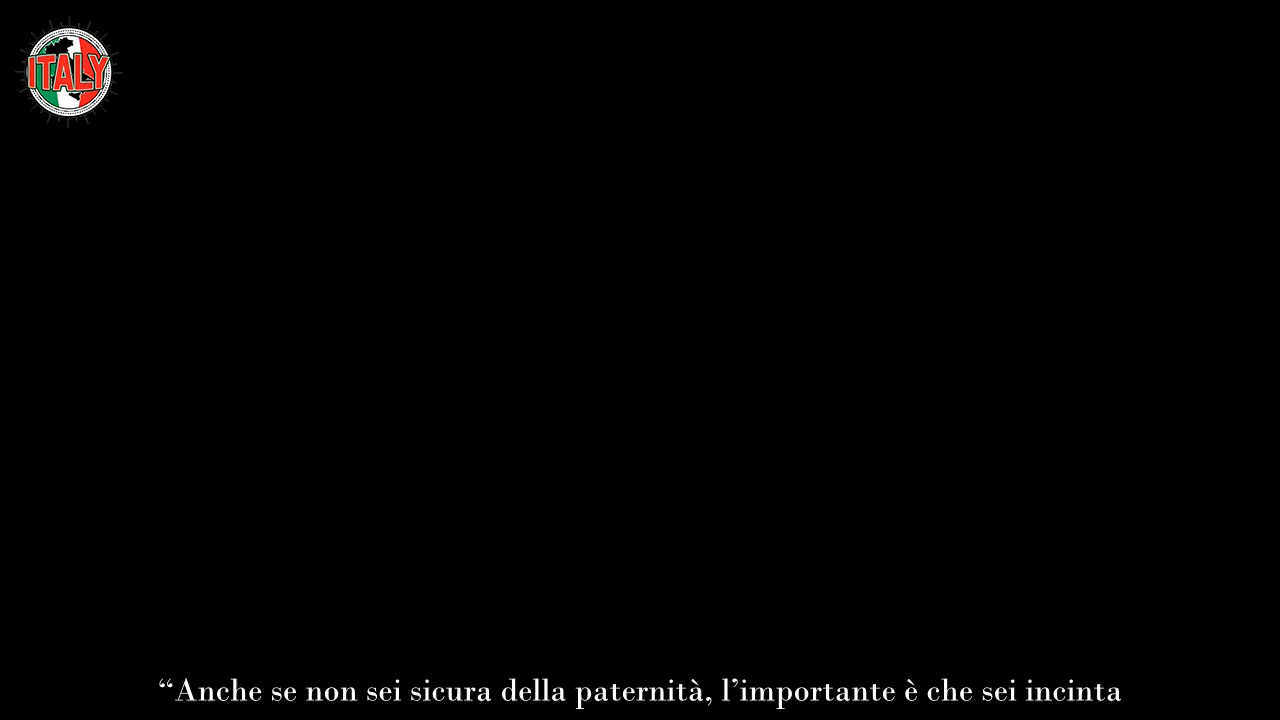 ITALY
“Anche se non sei sicura della paternità, l’importante è che sei incinta